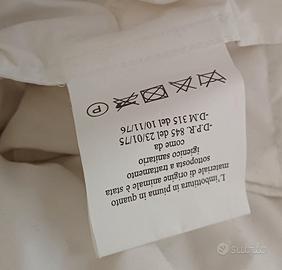 L'imbottitura in piuma in quanto
materiale di origine animale è stata
sottoposta a trattamento
igienico sanitario
come da
-D.P.R. 845 del 23/01/75
-D.M 315 del 10/11/76
P
SUBITO